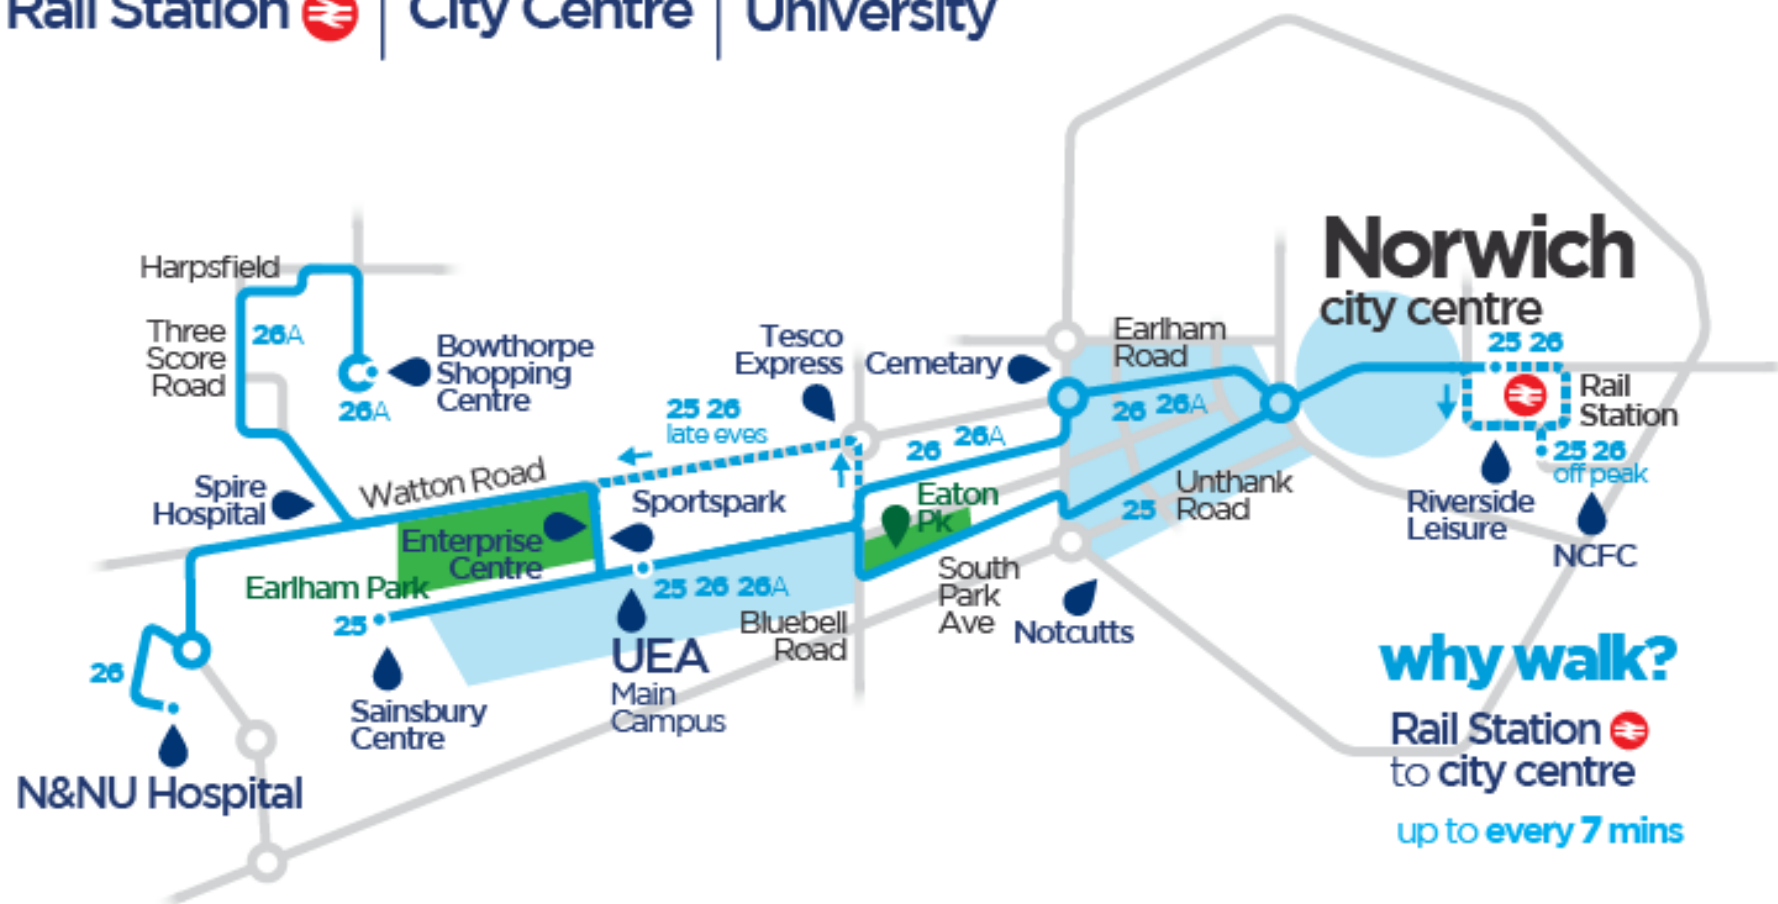 Rail Station
City Centre
University
Norwich
city centre
Harpsfield
Three
Score
Road
26A
Bowthorpe
Shopping
Centre
26A
Tesco
Express
Cemetary
Earlham
Road
25 26
Rail
Station
25 26
late eves
26 26A
26 26A
Watton Road
Spire
Hospital
Sportspark
Eaton
Pk
Unthank
Road
25
25 26
off peak
Riverside
Leisure
NCFC
Enterprise
Centre
Earlham Park
25 26 26A
South
Park
Ave
Bluebell
Road
Notcutts
25
UEA
Main
Campus
26
Sainsbury
Centre
N&NU Hospital
why walk?
Rail Station
to city centre
up to every 7 mins